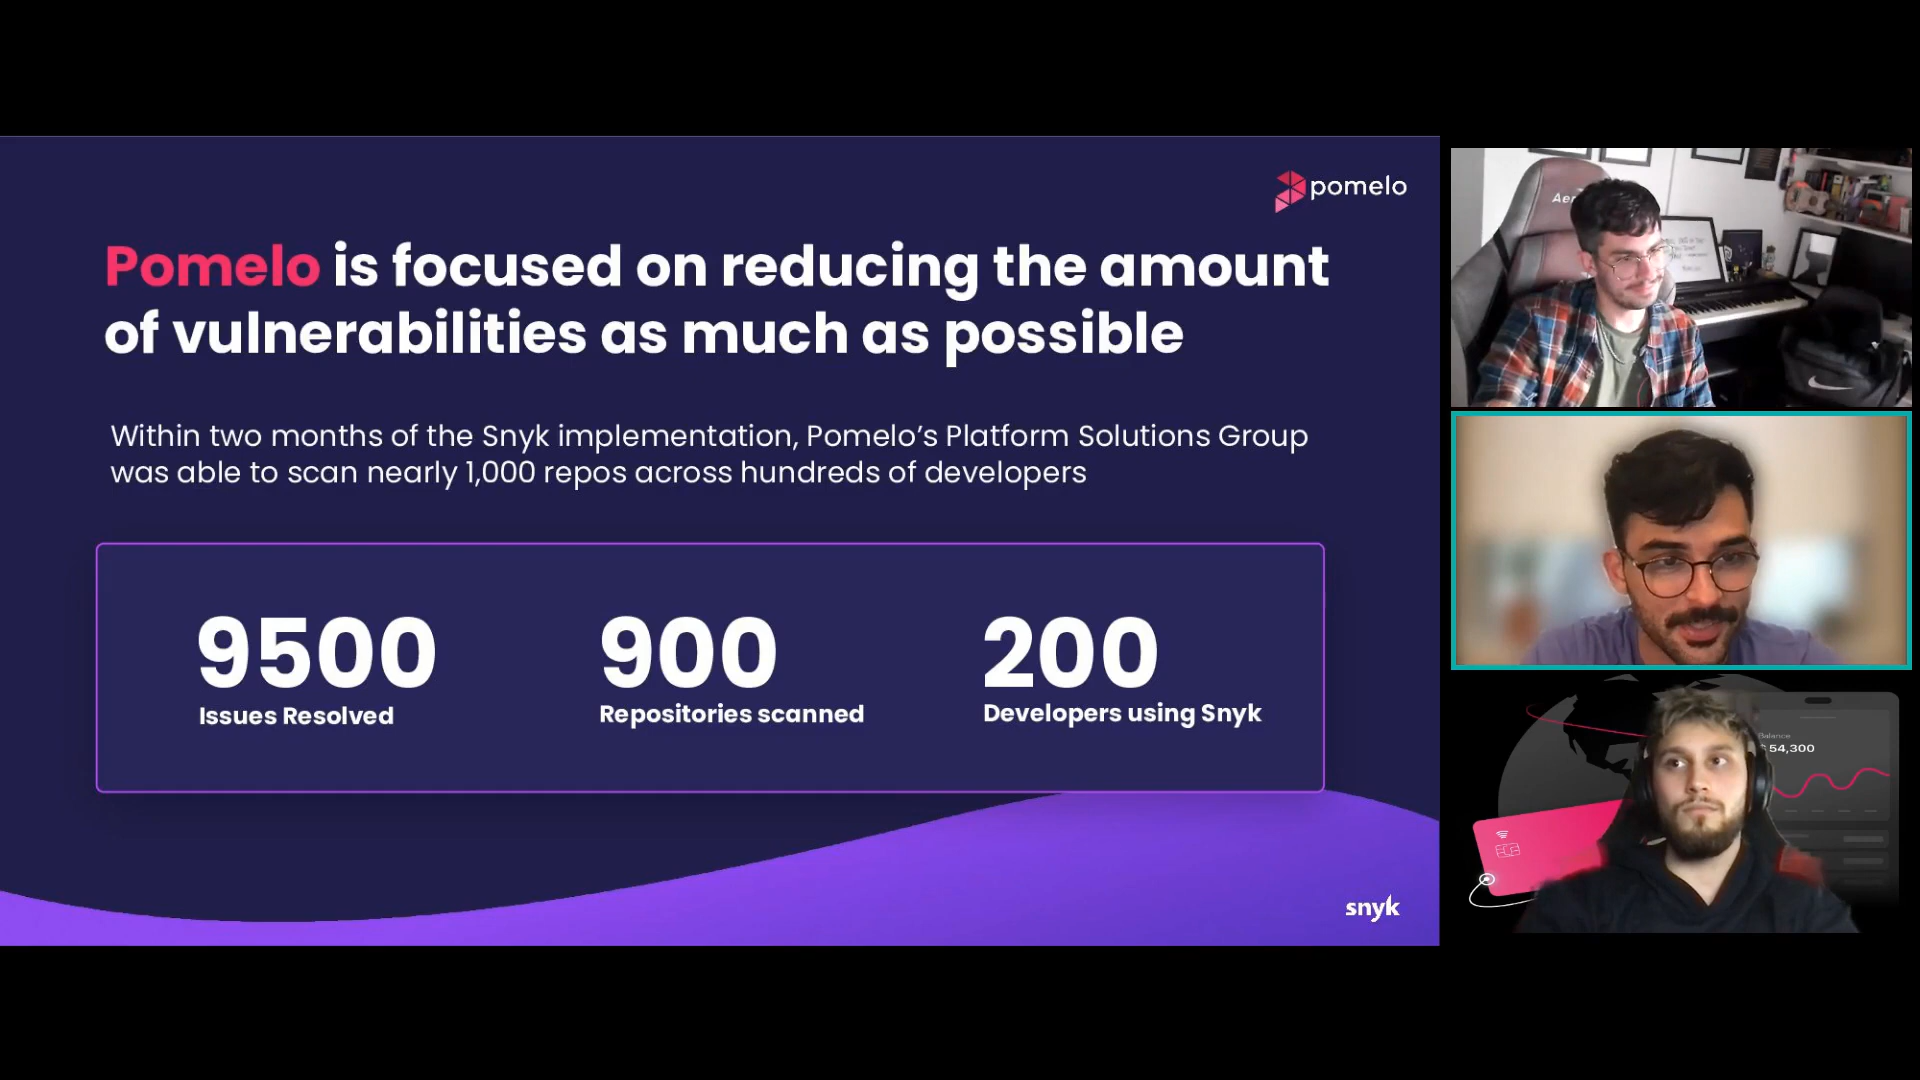 pomelo
Pomelo is focused on reducing the amount
of vulnerabilities as much as possible
Within two months of the Snyk implementation, Pomelo's Platform Solutions Group
was able to scan nearly 1,000 repos across hundreds of developers
9500
Issues Resolved
900
Repositories scanned
200
Developers using Snyk
snyk
Balance
54,300